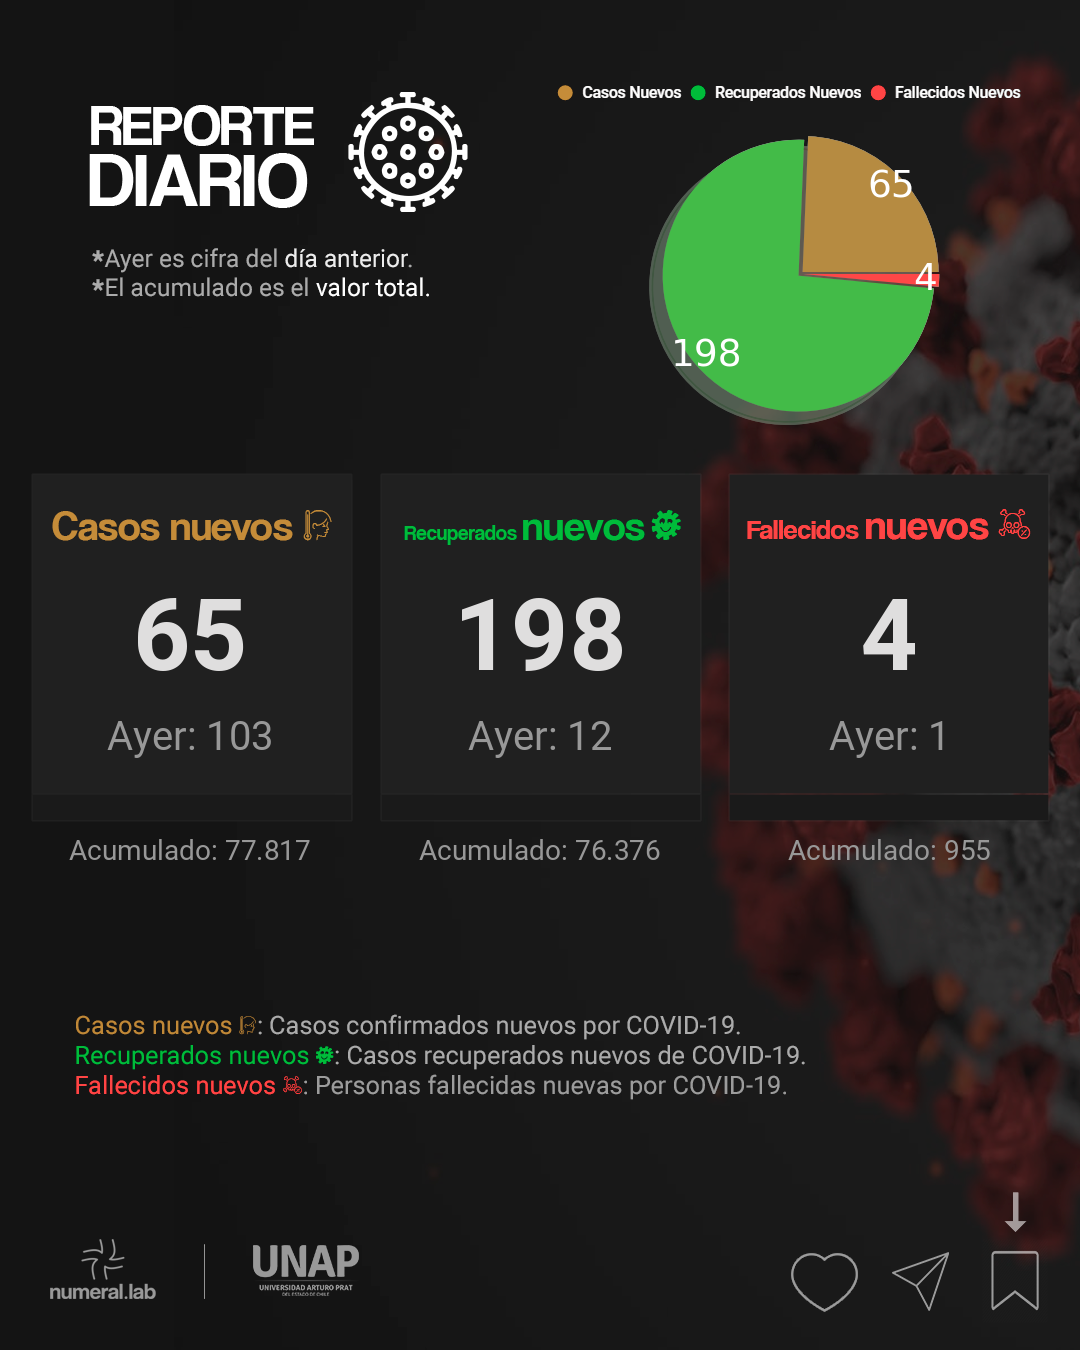 REPORTE
DIARIO
*Ayer es cifra del día anterior.
*El acumulado es el valor total.
Casos Nuevos Recuperados Nuevos Fallecidos Nuevos
65
4
198
Casos nuevos
65
Ayer: 103
Acumulado: 77.817
Recuperados nuevos
198
Ayer: 12
Acumulado: 76.376
Fallecidos nuevos
4
Ayer: 1
Acumulado: 955
Casos nuevos : Casos confirmados nuevos por COVID-19.
Recuperados nuevos : Casos recuperados nuevos de COVID-19.
Fallecidos nuevos : Personas fallecidas nuevas por COVID-19.
numeral.lab
UNAP
UNIVERSIDAD ARTURO PRAT
DEL ESTADO DE CHILE